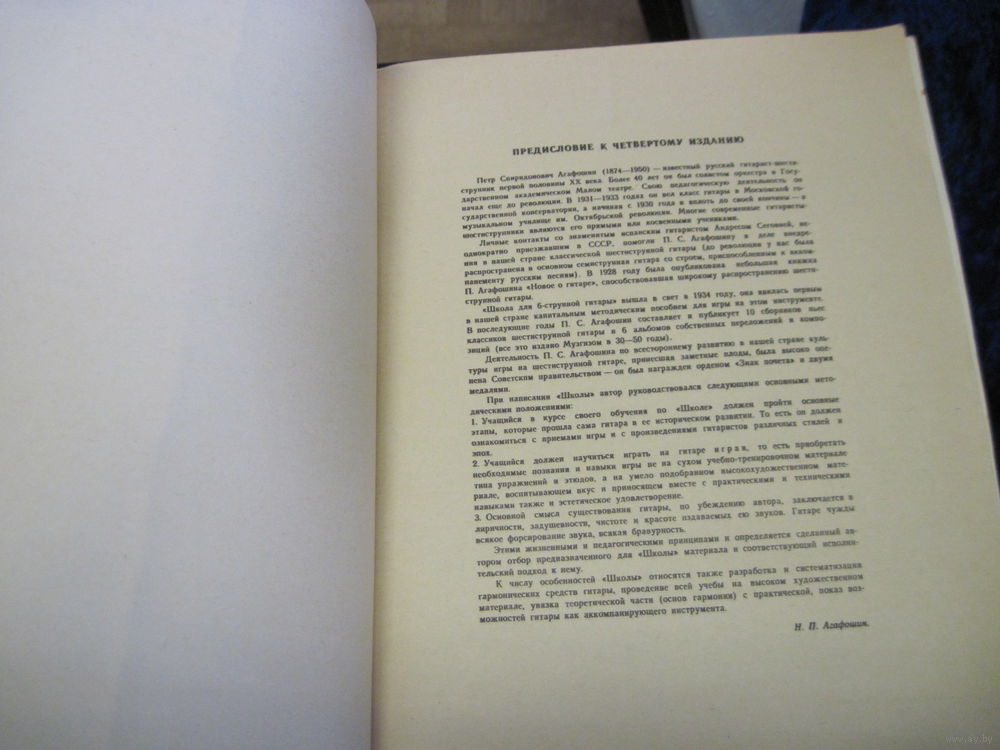 ПРЕДИСЛОВИЕ К ЧЕТВЕРТОМУ ИЗДАНИЮ
Петр Спиридонович Агафошин (1874—1950) — известный русский гитарист-шести-
струнник первой половины XX века. Более 40 лет он был солистом оркестра в Госу-
дарственном академическом Малом театре. Свою педагогическую деятельность он
начал еще до революции. В 1931—1933 годах он вел класс гитары в Московской го-
сударственной консерватории, а начиная с 1930 года и вплоть до своей кончины — в
музыкальном училище им. Октябрьской революции. Многие современные гитаристы-
шестиструнники являются его прямыми или косвенными учениками.
Личные контакты со знаменитым испанским гитаристом Андресом Сеговией, не-
однократно приезжавшим в СССР, помогли П. С. Агафошину в деле внедре-
ния в нашей стране классической шестиструнной гитары (до революции у нас была
распространена в основном семиструнная гитара со строем, приспособленным к акком-
панементу русским песням). В 1928 году была опубликована небольшая книжка
П. Агафошина «Новое о гитаре», способствовавшая широкому распространению шести-
струнной гитары.
«Школа для 6-струнной гитары» вышла в свет в 1934 году, она явилась первым
в нашей стране капитальным методическим пособием для игры на этом инструменте.
В последующие годы П. С. Агафошин составляет и публикует 10 сборников пьес
классиков шестиструнной гитары и 6 альбомов собственных переложений и компо-
зиций (все это издано Музгизом в 30—50 годы).
Деятельность П. С. Агафошина по всестороннему развитию в нашей стране куль-
туры игры на шестиструнной гитаре, принесшая заметные плоды, была высоко оце-
нена Советским правительством — он был награжден орденом «Знак почета» и двумя
медалями.
При написании «Школы» автор руководствовался следующими основными мето-
дическими положениями:
1. Учащийся в курсе своего обучения по «Школе» должен пройти основные
этапы, которые прошла сама гитара в ее историческом развитии. То есть он должен
ознакомиться с приемами игры и с произведениями гитаристов различных стилей и
эпох.
2. Учащийся должен научиться играть на гитаре играя, то есть приобретать
необходимые познания и навыки игры не на сухом учебно-тренировочном материале
типа упражнений и этюдов, а на умело подобранном высокохудожественном мате-
риале, воспитывающем вкус и приносящем вместе с практическими и техническими
навыками также и эстетическое удовлетворение.
3. Основной смысл существования гитары, по убеждению автора, заключается в
лиричности, задушевности, чистоте и красоте издаваемых ею звуков. Гитаре чужды
всякое форсирование звука, всякая бравурность.
Этими жизненными и педагогическими принципами и определяется сделанный ав-
тором отбор предназначенного для «Школы» материала и соответствующий исполни-
тельский подход к нему.
К числу особенностей «Школы» относятся также разработка и систематизация
гармонических средств гитары, проведение всей учебы на высоком художественном
материале, увязка теоретической части (основ гармонии) с практической, показ воз-
можностей гитары как аккомпанирующего инструмента.
Н. П. Агафошин.
www.ay.by